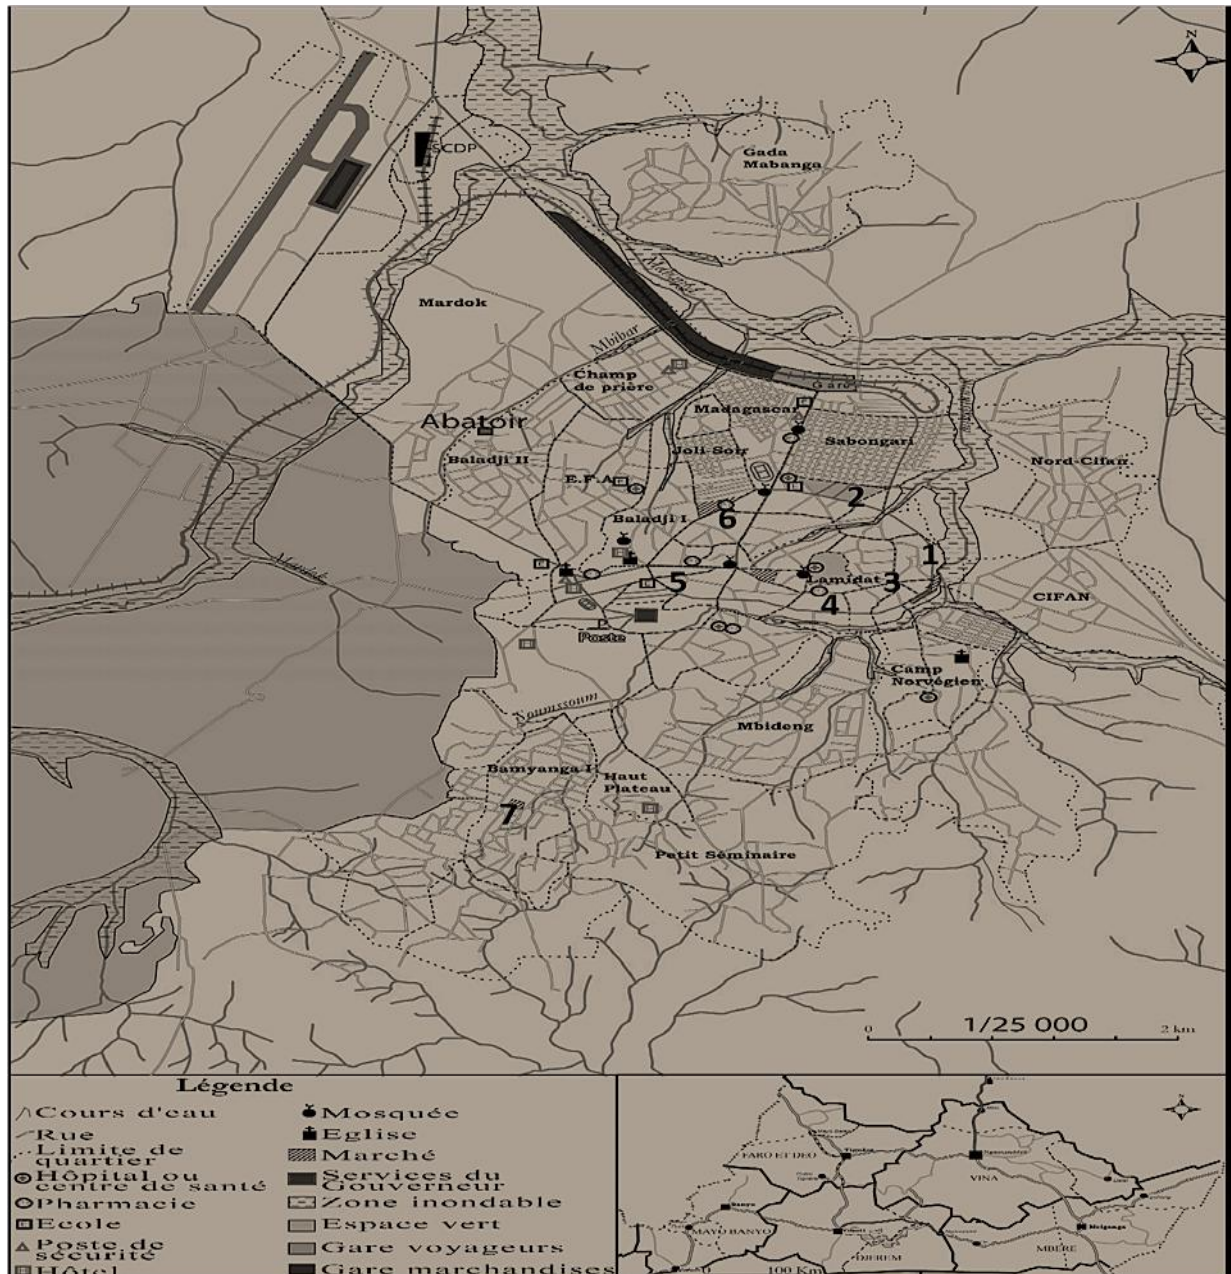 N
SCDP
Gada
Mabanga
Mardok
Mbibar
Champ
de prière
Gare
Madagascar
Abatoir
Joli-Soir
Sabongari
Baladji II
Nord-Cifan
E.F.A
2
6
Baladji I
1
5
Lamidat
3
4
CIFAN
Poste
Camp
Norvégien
Soumssoum
Mbideng
Bamyanga I
Haut
Plateau
7
Petit Séminaire
0 1/25 000 2 km
Légende
Cours d'eau
Rue
Limite de
quartier
Hôpital ou
centre de santé
Pharmacie
Ecole
Poste de
sécurité
Hôtel
Mosquée
Eglise
Marché
Services du
Gouverneur
Zone inondable
Espace vert
Gare voyageurs
Gare marchandises
FARO ET DEO
VINA
MAYO BANYO
DJEREM
MBERE
100 Km